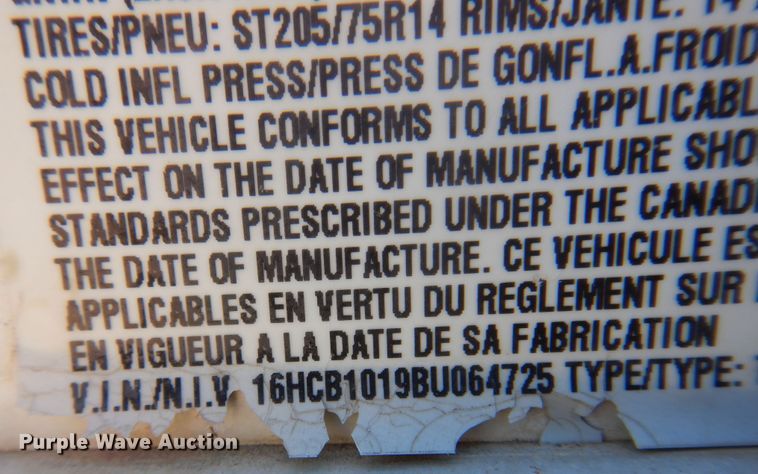 TIRES/PNEU: ST205/75R14 RIMS/JANTE: 14
COLD INFL PRESS/PRESS DE GONFL.A.FROID
THIS VEHICLE CONFORMS TO ALL APPLICABL
EFFECT ON THE DATE OF MANUFACTURE SHO
STANDARDS PRESCRIBED UNDER THE CANAD
THE DATE OF MANUFACTURE. CE VEHICULE ES
APPLICABLES EN VERTU DU REGLEMENT SUR
EN VIGUEUR A LA DATE DE SA FABRICATION
V.I.N./N.I.V. 16HCB1019BU064725 TYPE/TYPE:
Purple Wave Auction